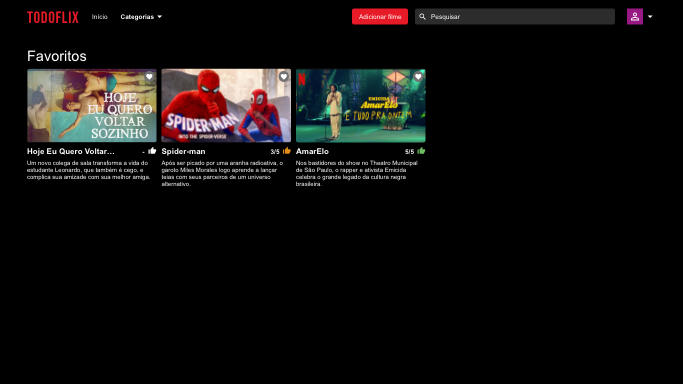 TODOFLIX
Início
Categorias
Adicionar filme
Pesquisar
Favoritos
HOJE
EU QUERO
VOLTAR
SOZINHO
SPIDER-MAN
INTO THE SPIDER-VERSE
N
EMICIDA
AmarElo
É TUDO PRA ONTEM
Hoje Eu Quero Voltar... -
Um novo colega de sala transforma a vida do
estudante Leonardo, que também é cego, e
complica sua amizade com sua melhor amiga.
Spider-man 3/5
Após ser picado por uma aranha radioativa, o
garoto Miles Morales logo aprende a lançar
teias com seus parceiros de um universo
alternativo.
AmarElo 5/5
Nos bastidores do show no Theatro Municipal
de São Paulo, o rapper e ativista Emicida
celebra o grande legado da cultura negra
brasileira.